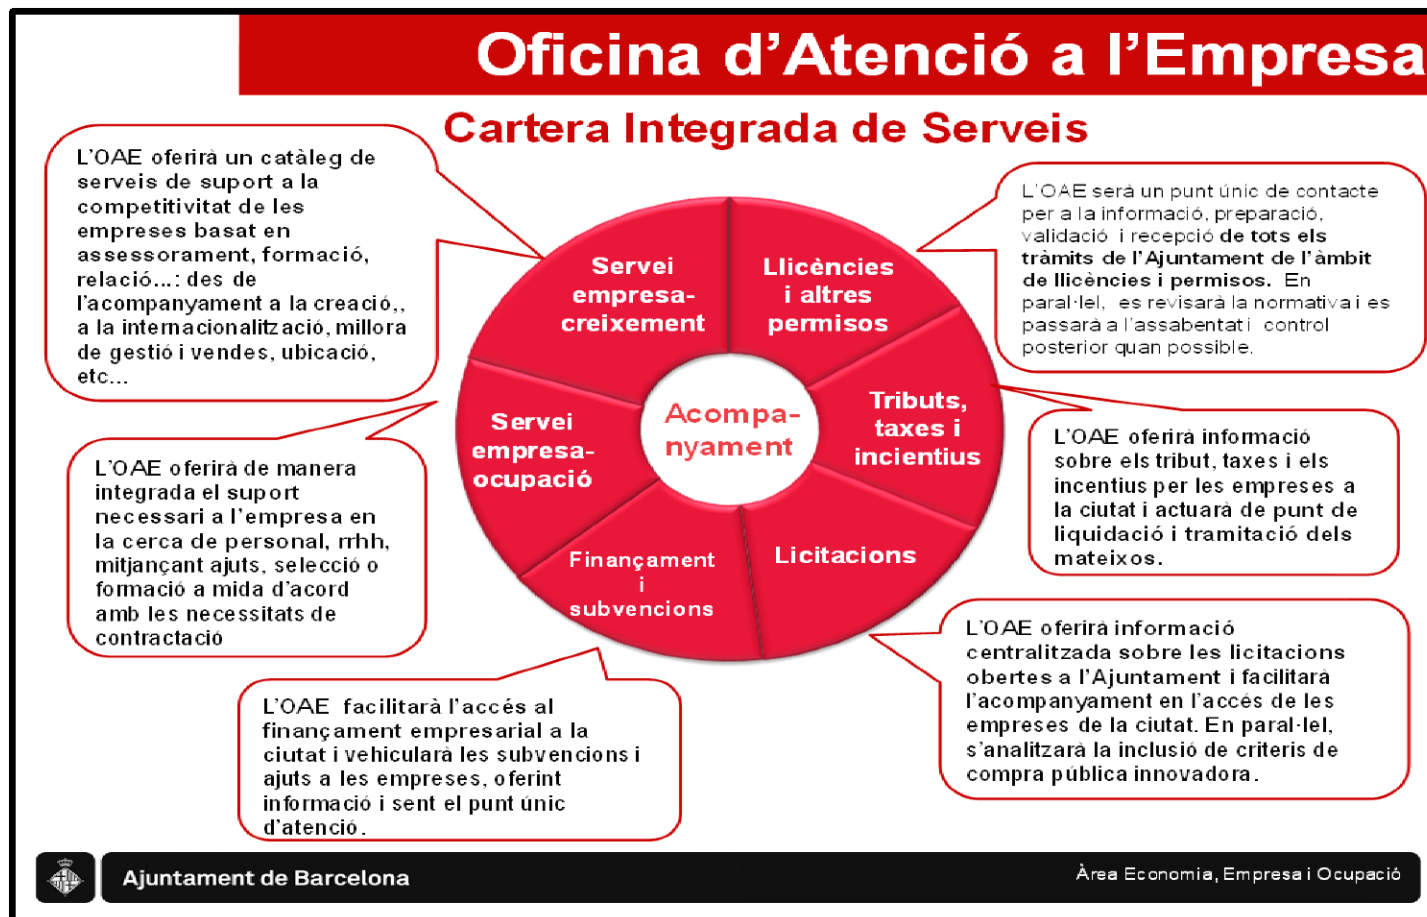 Oficina d’Atenció a l’Empresa
Cartera Integrada de Serveis
L’OAE oferirà un catàleg de
serveis de suport a la
competitivitat de les
empreses basat en
assessorament, formació,
relació...: des de
l’acompanyament a la creació,,
a la internacionalització, millora
de gestió i vendes, ubicació,
etc...
L’OAE serà un punt únic de contacte
per a la informació, preparació,
validació i recepció de tots els
tràmits de l’Ajuntament de l’àmbit
de llicències i permisos. En
paral·lel, es revisarà la normativa i es
passarà a l’assabentat i control
posterior quan possible.
Servei
empresa-
creixement
Llicències
i altres
permisos
Servei
empresa-
ocupació
Acompa-
nyament
Tributs,
taxes i
incientius
Finançament
i
subvencions
Licitacions
L’OAE oferirà de manera
integrada el suport
necessari a l’empresa en
la cerca de personal, rrhh,
mitjançant ajuts, selecció o
formació a mida d’acord
amb les necessitats de
contractació
L’OAE oferirà informació
sobre els tribut, taxes i els
incentius per les empreses a
la ciutat i actuarà de punt de
liquidació i tramitació dels
mateixos.
L’OAE facilitarà l’accés al
finançament empresarial a la
ciutat i vehicularà les subvencions i
ajuts a les empreses, oferint
informació i sent el punt únic
d’atenció.
L’OAE oferirà informació
centralitzada sobre les licitacions
obertes a l’Ajuntament i facilitarà
l’acompanyament en l’accés de les
empreses de la ciutat. En paral·lel,
s’analitzarà la inclusió de criteris de
compra pública innovadora.
Ajuntament de Barcelona
Àrea Economia, Empresa i Ocupació